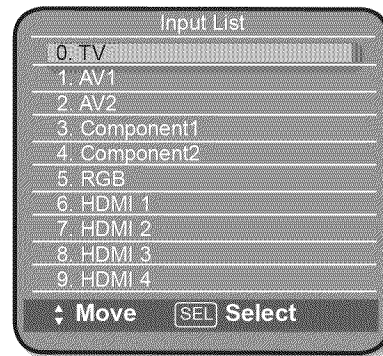 Input List
0. TV
1. AV1
2. AV2
3. Component1
4. Component2
5. RGB
6. HDMI 1
7. HDMI 2
8. HDMI 3
9. HDMI 4
Move SEL Select